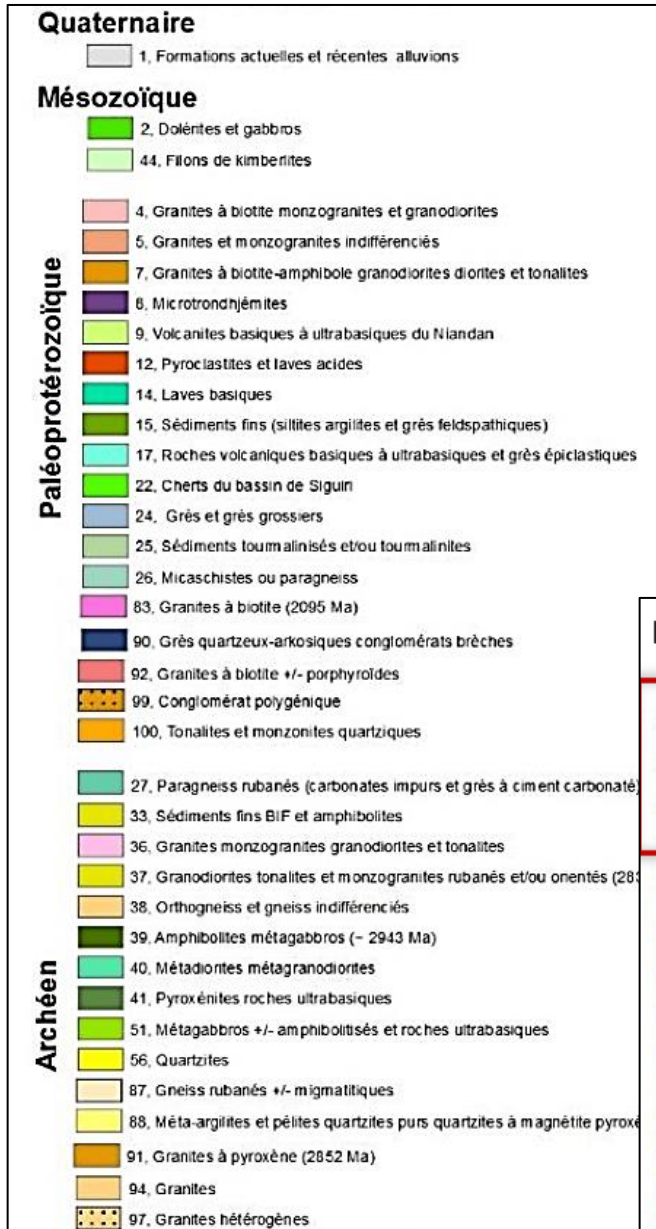 Quaternaire
1, Formations actuelles et récentes alluvions
Mésozoïque
2, Dolérites et gabbros
44, Filons de kimberlites
Paléoprotérozoïque
4, Granites à biotite monzogranites et granodiorites
5, Granites et monzogranites indifférenciés
7, Granites à biotite-amphibole granodiorites diorites et tonalites
8, Microtrondhjémites
9, Volcanites basiques à ultrabasiques du Niandan
12, Pyroclastites et laves acides
14, Laves basiques
15, Sédiments fins (siltites argilites et grès feldspathiques)
17, Roches volcaniques basiques à ultrabasiques et grès épiclastiques
22, Cherts du bassin de Siguiri
24, Grès et grès grossiers
25, Sédiments tourmalinisés et/ou tourmalinites
26, Micaschistes ou paragneiss
83, Granites à biotite (2095 Ma)
90, Grès quartzeux-arkosiques conglomérats brèches
92, Granites à biotite +/- porphyroïdes
99, Conglomérat polygénique
100, Tonalites et monzonites quartziques
Archéen
27, Paragneiss rubanés (carbonates impurs et grès à ciment carbonaté)
33, Sédiments fins BIF et amphibolites
36, Granites monzogranites granodiorites et tonalites
37, Granodiorites tonalites et monzogranites rubanés et/ou orientés (283
38, Orthogneiss et gneiss indifférenciés
39, Amphibolites métagabbros (~ 2943 Ma)
40, Métadiorites métagranodiorites
41, Pyroxénites roches ultrabasiques
51, Métagabbros +/- amphibolitisés et roches ultrabasiques
56, Quartzites
87, Gneiss rubanés +/- migmatitiques
88, Méta-argilites et pélites quartzites purs quartzites à magnétite pyroxé
91, Granites à pyroxène (2852 Ma)
94, Granites
97, Granites hétérogènes